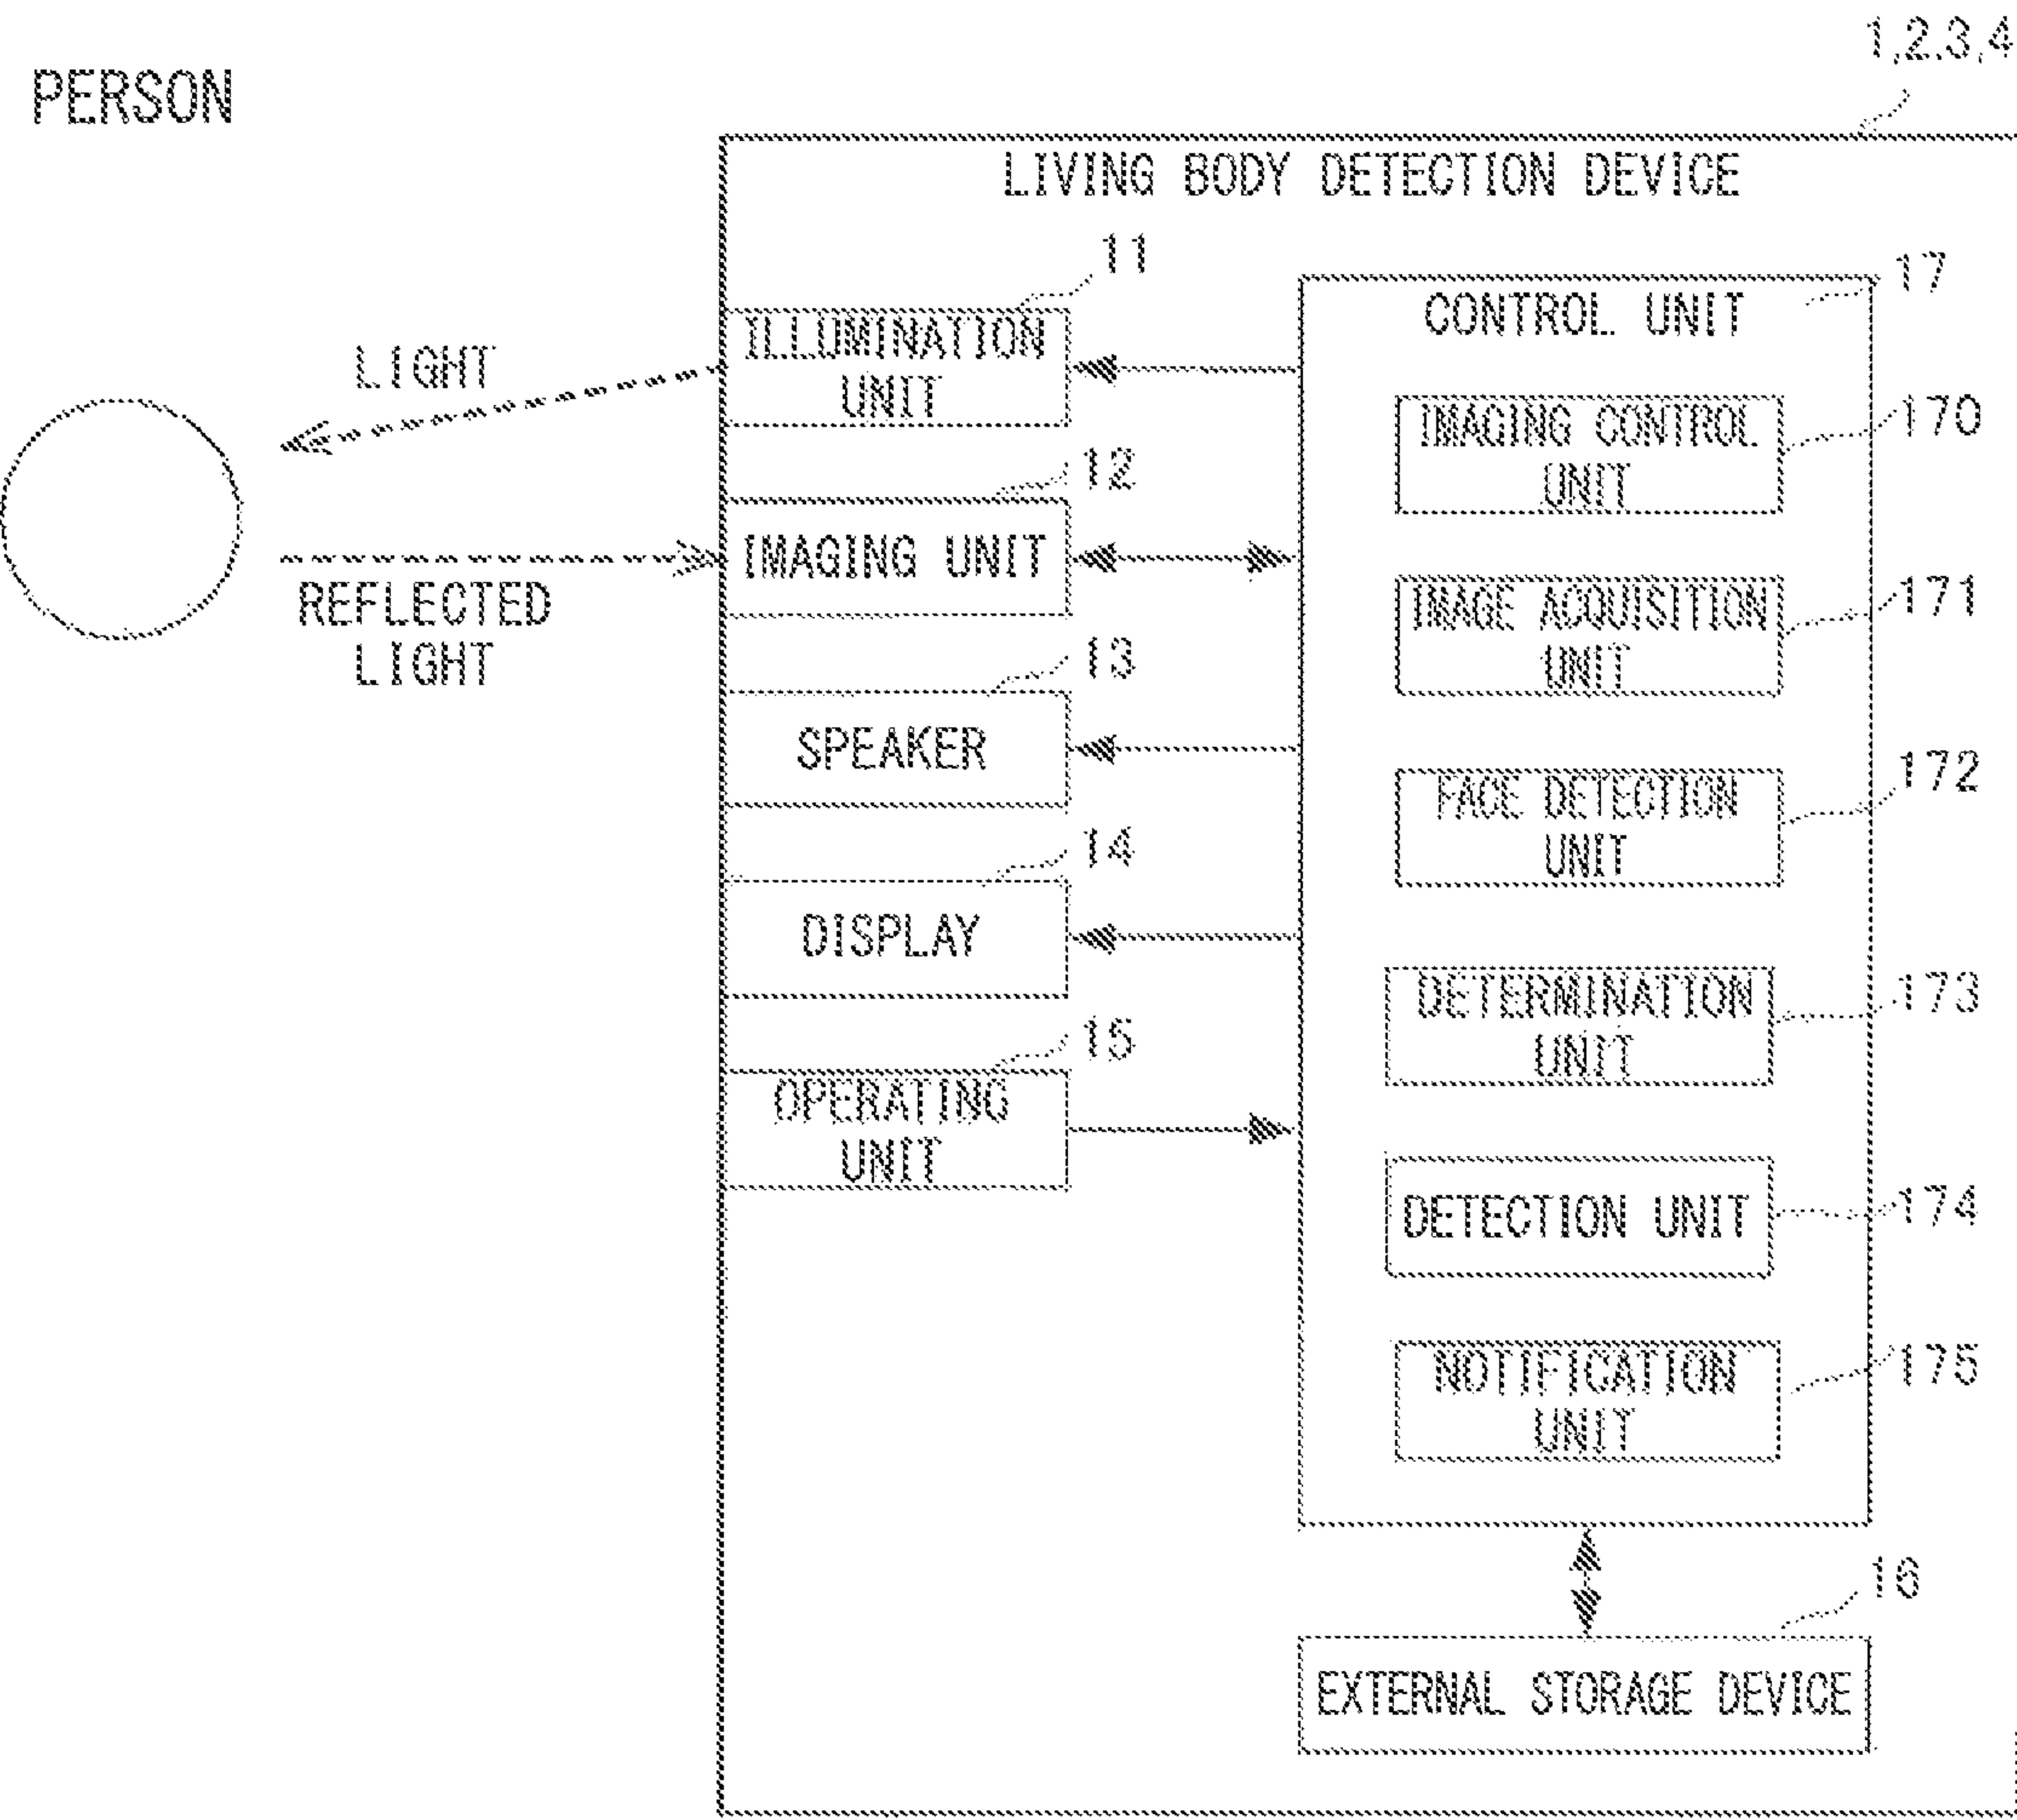 1,2.3,4
PERSON
LIVING BODY DETECTION DEVICE
11
ILLUMINATION
UNIT
LIGHT
12
IMAGING UNIT
REFLECTED
LIGHT
13
SPEAKER
14
DISPLAY
15
OPERATING
UNIT
17
CONTROL UNIT
170
IMAGING CONTROL
UNIT
171
IMAGE ACQUISITION
UNIT
172
FACE DETECTION
UNIT
173
DETERMINATION
UNIT
174
DETECTION UNIT
175
NOTIFICATION
UNIT
16
EXTERNAL STORAGE DEVICE